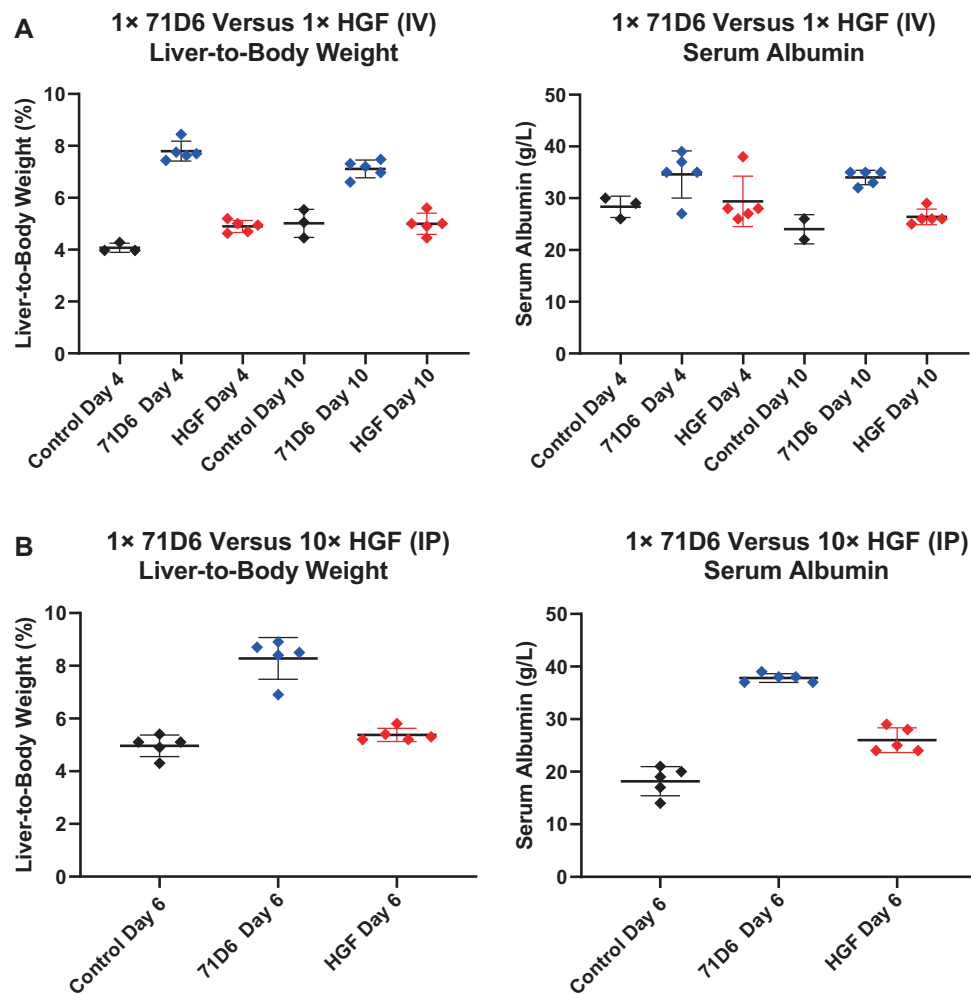 A
1× 71D6 Versus 1× HGF (IV)
Liver-to-Body Weight
Liver-to-Body Weight (%)
10
8
6
4
2
0
Control Day 4
71D6 Day 4
HGF Day 4
Control Day 10
71D6 Day 10
HGF Day 10
1× 71D6 Versus 1× HGF (IV)
Serum Albumin
Serum Albumin (g/L)
50
40
30
20
10
0
Control Day 4
71D6 Day 4
HGF Day 4
Control Day 10
71D6 Day 10
HGF Day 10
B
1× 71D6 Versus 10× HGF (IP)
Liver-to-Body Weight
Liver-to-Body Weight (%)
10
8
6
4
2
0
Control Day 6
71D6 Day 6
HGF Day 6
1× 71D6 Versus 10× HGF (IP)
Serum Albumin
Serum Albumin (g/L)
50
40
30
20
10
0
Control Day 6
71D6 Day 6
HGF Day 6